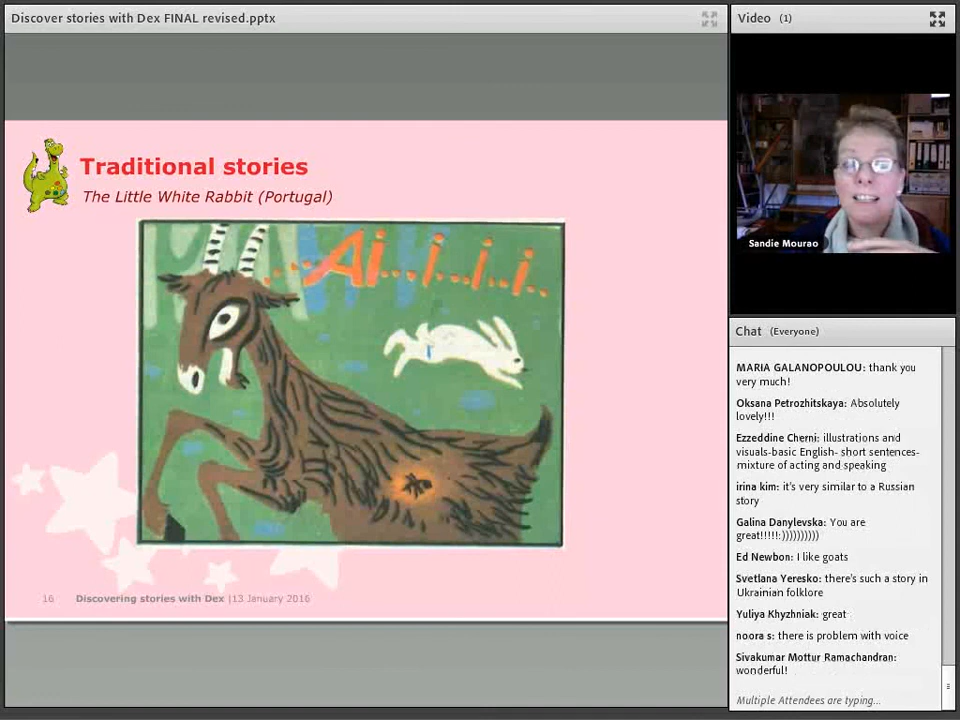 Discover stories with Dex FINAL revised.pptx
Traditional stories
The Little White Rabbit (Portugal)
...Ai...i...i..i..
16 Discovering stories with Dex |13 January 2016
Video (1)
Sandie Mourao
Chat (Everyone)
MARIA GALANOPOULOU: thank you
very much!
Oksana Petrozhitskaya: Absolutely
lovely!!!
Ezzeddine Cherni: illustrations and
visuals-basic English- short sentences-
mixture of acting and speaking
irina kim: it's very similar to a Russian
story
Galina Danylevska: You are
great!!!!!:))))))))))
Ed Newbon: I like goats
Svetlana Yeresko: there's such a story in
Ukrainian folklore
Yuliya Khyzhniak: great
noora s: there is problem with voice
Sivakumar Mottur Ramachandran:
wonderful!
Multiple Attendees are typing...